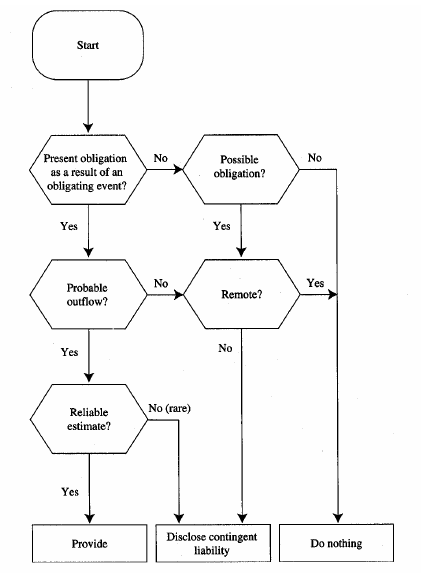 Start
Present obligation
as a result of an
obligating event?
No
Possible
obligation?
No
Yes
Yes
Probable
outflow?
No
Remote?
Yes
Yes
No
Reliable
estimate?
No (rare)
Yes
Provide
Disclose contingent
liability
Do nothing